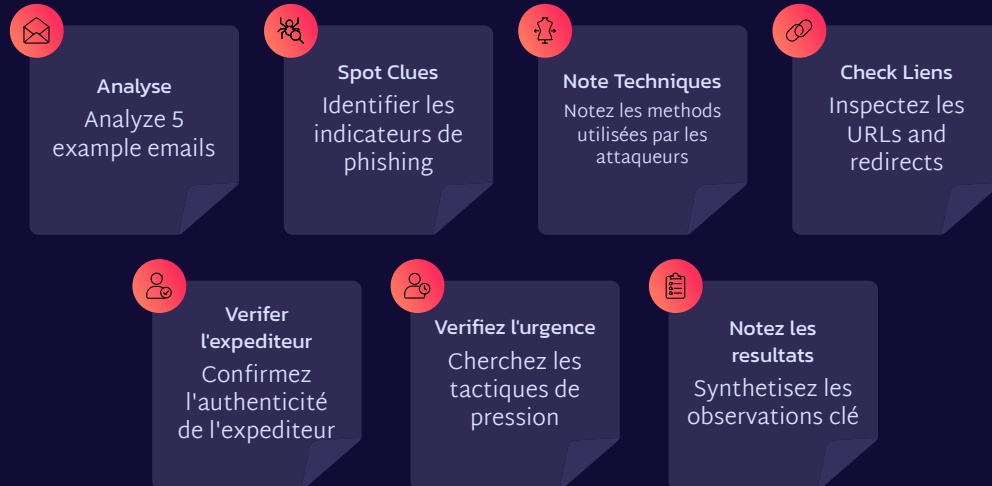 Analyse
Analyze 5
example emails
Spot Clues
Identifier les
indicateurs de
phishing
Note Techniques
Notez les methods
utilisées par les
attaqueurs
Check Liens
Inspectez les
URLs and
redirects
Verifer
l'expediteur
Confirmez
l'authenticité
de l'expediteur
Verifiez l'urgence
Cherchez les
tactiques de
pression
Notez les
resultats
Synthetisez les
observations clé